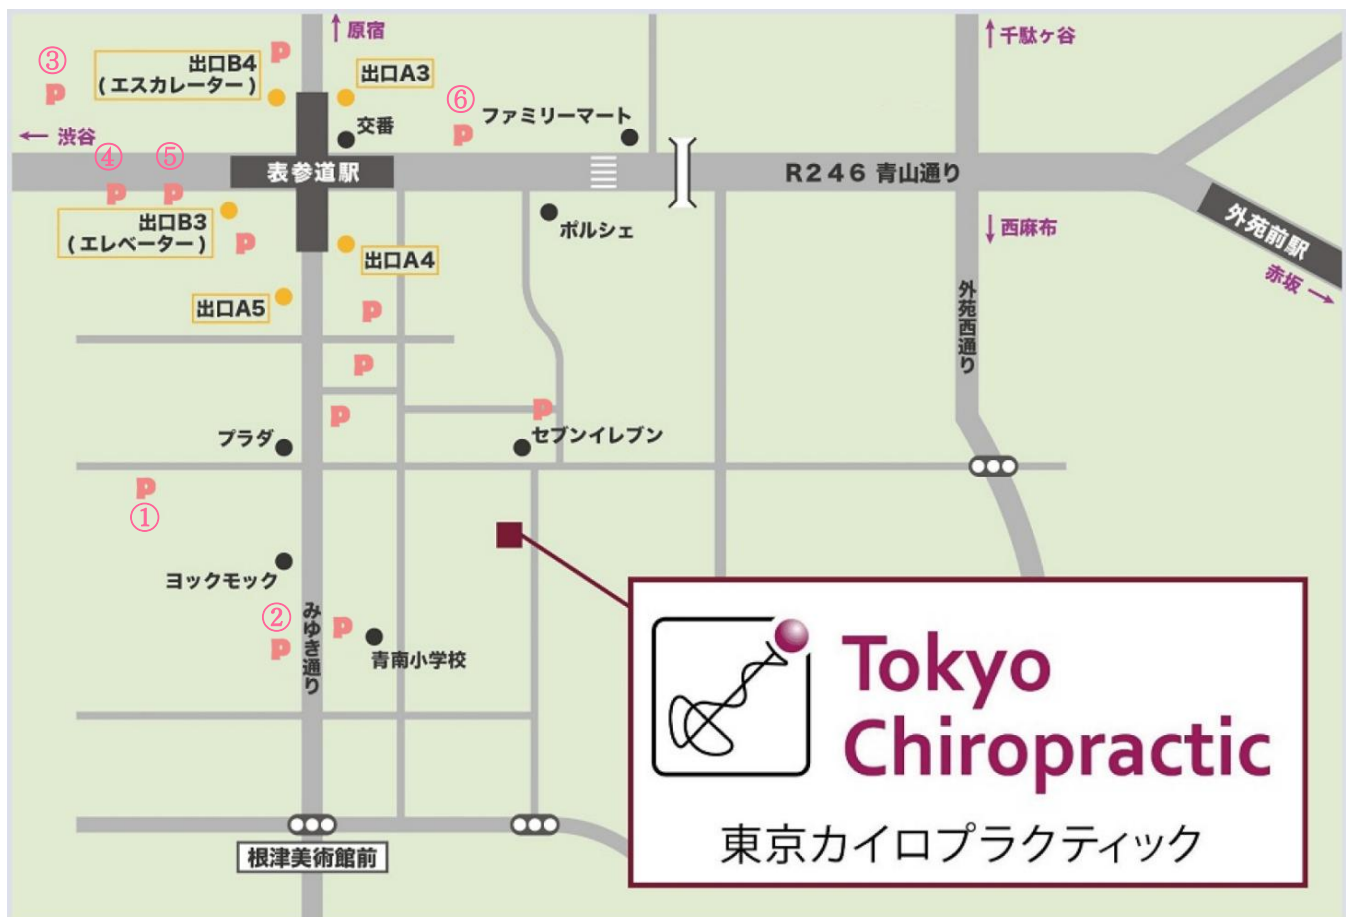 ↑原宿
↑千駄ヶ谷
③
P
出口B4
(エスカレーター)
P
出口A3
⑥
P
ファミリーマート
交番
←渋谷
④
⑤
P
P
表参道駅
R246 青山通り
外苑前駅
赤坂→
出口B3
(エレベーター)
P
ポルシェ
↓西麻布
出口A4
出口A5
P
外苑西通り
P
P
P
プラダ
セブンイレブン
P
①
ヨックモック
②
P
みゆき通り
P
青南小学校
Tokyo
Chiropractic
東京カイロプラクティック
根津美術館前